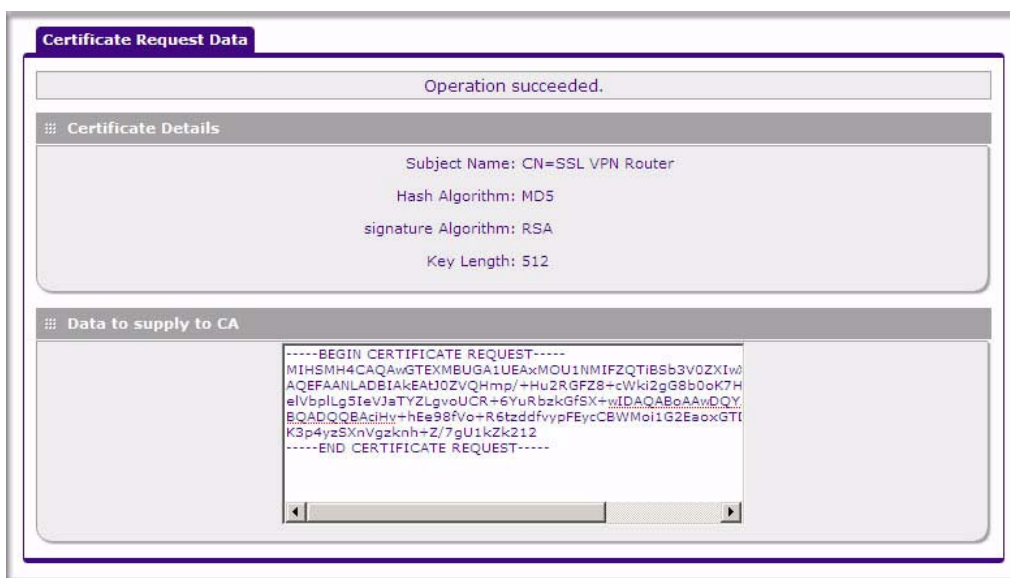 Certificate Request Data
Operation succeeded.
Certificate Details
Subject Name: CN=SSL VPN Router
Hash Algorithm: MD5
signature Algorithm: RSA
Key Length: 512
Data to supply to CA
-----BEGIN CERTIFICATE REQUEST-----
MIHSMH4CAQAwGTEXMBUGA1UEAxMOU1NMIFZQTiBSb3V0ZXIw
AQEFAANLADBIAkEAtJ0ZVQHmp/+Hu2RGFZ8+cWki2gG8b0oK7H
elVbplLg5IeVJaTYZLgvoUCR+6YuRbzkGfSX+wIDAQABoAAwDQY
BQADQQBAciHv+hEe98fVo+R6tzddfvypFEycCBWMoi1G2EaoxGT
K3p4yzSXnVgzknh+Z/7gU1kZk212
-----END CERTIFICATE REQUEST-----